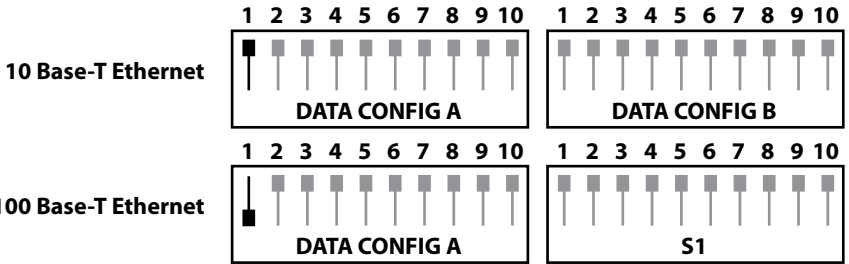 1 2 3 4 5 6 7 8 9 10 1 2 3 4 5 6 7 8 9 10
10 Base-T Ethernet
DATA CONFIG A DATA CONFIG B
1 2 3 4 5 6 7 8 9 10 1 2 3 4 5 6 7 8 9 10
100 Base-T Ethernet
DATA CONFIG A S1